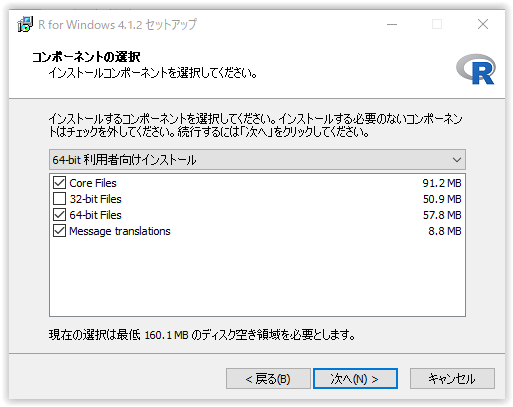 R for Windows 4.1.2 セットアップ
コンポーネントの選択
インストールコンポーネントを選択してください。
R
インストールするコンポーネントを選択してください。インストールする必要のないコンポーネン
トはチェックを外してください。続行するには「次へ」をクリックしてください。
64-bit 利用者向けインストール
Core Files 91.2 MB
32-bit Files 50.9 MB
64-bit Files 57.8 MB
Message translations 8.8 MB
現在の選択は最低 160.1 MB のディスク空き領域を必要とします。
< 戻る(B) 次へ(N) > キャンセル